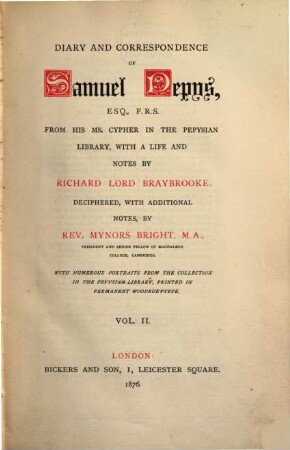 DIARY AND CORRESPONDENCE
OF
Samuel Pepys,
ESQ., F.R.S.
FROM HIS MS. CYPHER IN THE PEPYSIAN
LIBRARY, WITH A LIFE AND
NOTES BY
RICHARD LORD BRAYBROOKE.
DECIPHERED, WITH ADDITIONAL
NOTES, BY
REV. MYNORS BRIGHT, M.A.,
PRESIDENT AND SENIOR FELLOW OF MAGDALENE
COLLEGE, CAMBRIDGE.
WITH NUMEROUS PORTRAITS FROM THE COLLECTION
IN THE PEPYSIAN LIBRARY, PRINTED IN
PERMANENT WOODBURYTYPE.
VOL. II.
LONDON:
BICKERS AND SON, 1, LEICESTER SQUARE.
1876.